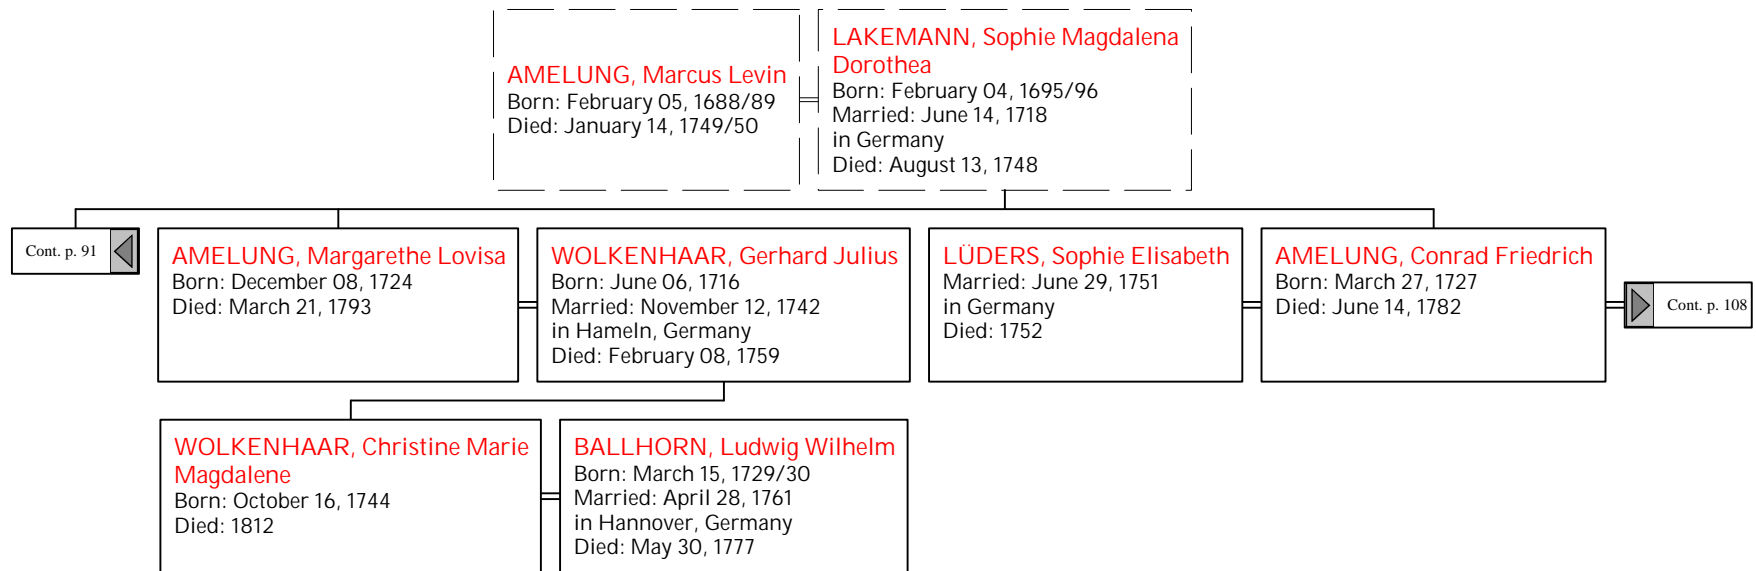 AMELUNG, Marcus Levin
Born: February 05, 1688/89
Died: January 14, 1749/50
LAKEMANN, Sophie Magdalena
Dorothea
Born: February 04, 1695/96
Married: June 14, 1718
in Germany
Died: August 13, 1748
Cont. p. 91
AMELUNG, Margarethe Lovisa
Born: December 08, 1724
Died: March 21, 1793
WOLKENHAAR, Gerhard Julius
Born: June 06, 1716
Married: November 12, 1742
in Hameln, Germany
Died: February 08, 1759
LÜDERS, Sophie Elisabeth
Married: June 29, 1751
in Germany
Died: 1752
AMELUNG, Conrad Friedrich
Born: March 27, 1727
Died: June 14, 1782
Cont. p. 108
WOLKENHAAR, Christine Marie
Magdalene
Born: October 16, 1744
Died: 1812
BALLHORN, Ludwig Wilhelm
Born: March 15, 1729/30
Married: April 28, 1761
in Hannover, Germany
Died: May 30, 1777